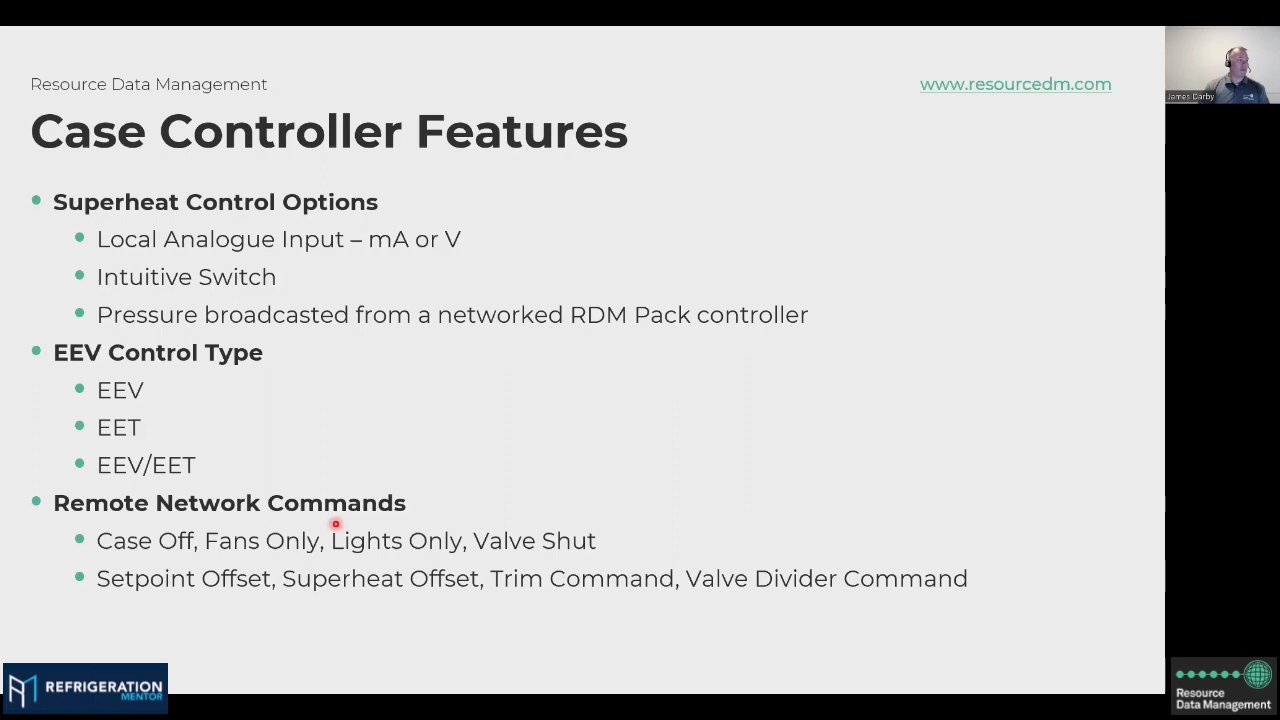 Resource Data Management
www.resourcedm.com
Case Controller Features
Superheat Control Options
Local Analogue Input – mA or V
Intuitive Switch
Pressure broadcasted from a networked RDM Pack controller
EEV Control Type
EEV
EET
EEV/EET
Remote Network Commands
Case Off, Fans Only, Lights Only, Valve Shut
Setpoint Offset, Superheat Offset, Trim Command, Valve Divider Command
James Darby
REFRIGERATION
MENTOR
Resource
Data Management